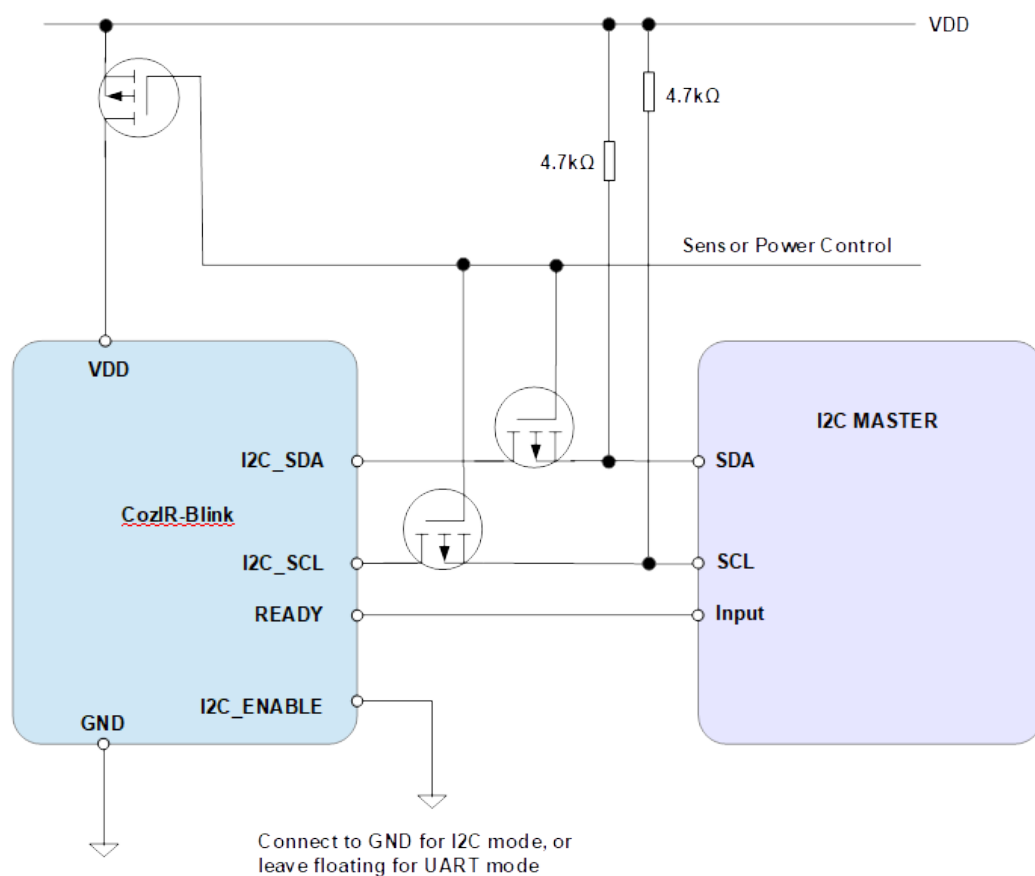 VDD
4.7kΩ
4.7kΩ
Sensor Power Control
VDD
I2C MASTER
I2C_SDA
SDA
CozIR-Blink
I2C_SCL
SCL
READY
Input
I2C_ENABLE
GND
Connect to GND for I2C mode, or
leave floating for UART mode